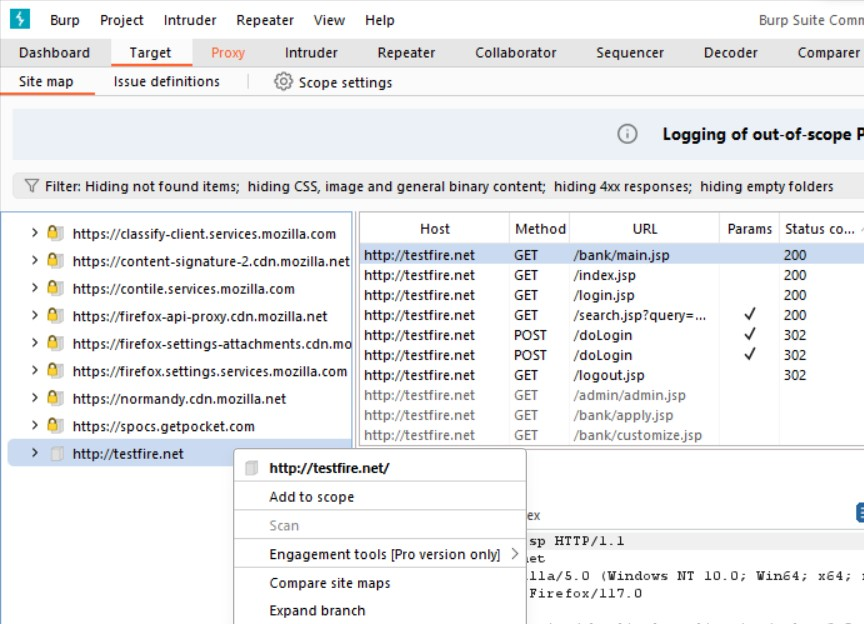 Burp Project Intruder Repeater View Help Burp Suite Comm
Dashboard Target Proxy Intruder Repeater Collaborator Sequencer Decoder Comparer
Site map Issue definitions Scope settings
Logging of out-of-scope P
Filter: Hiding not found items; hiding CSS, image and general binary content; hiding 4xx responses; hiding empty folders
https://classify-client.services.mozilla.com
https://content-signature-2.cdn.mozilla.net
https://contile.services.mozilla.com
https://firefox-api-proxy.cdn.mozilla.net
https://firefox-settings-attachments.cdn.mo
https://firefox.settings.services.mozilla.com
https://normandy.cdn.mozilla.net
https://spocs.getpocket.com
http://testfire.net
Host Method URL Params Status co...
http://testfire.net GET /bank/main.jsp 200
http://testfire.net GET /index.jsp 200
http://testfire.net GET /login.jsp 200
http://testfire.net GET /search.jsp?query=... ✓ 200
http://testfire.net POST /doLogin ✓ 302
http://testfire.net POST /doLogin ✓ 302
http://testfire.net GET /logout.jsp 302
http://testfire.net GET /admin/admin.jsp
http://testfire.net GET /bank/apply.jsp
http://testfire.net GET /bank/customize.jsp
http://testfire.net/
Add to scope
Scan
Engagement tools [Pro version only]
Compare site maps
Expand branch
ex
sp HTTP/1.1
net
lla/5.0 (Windows NT 10.0; Win64; x64;
Firefox/117.0